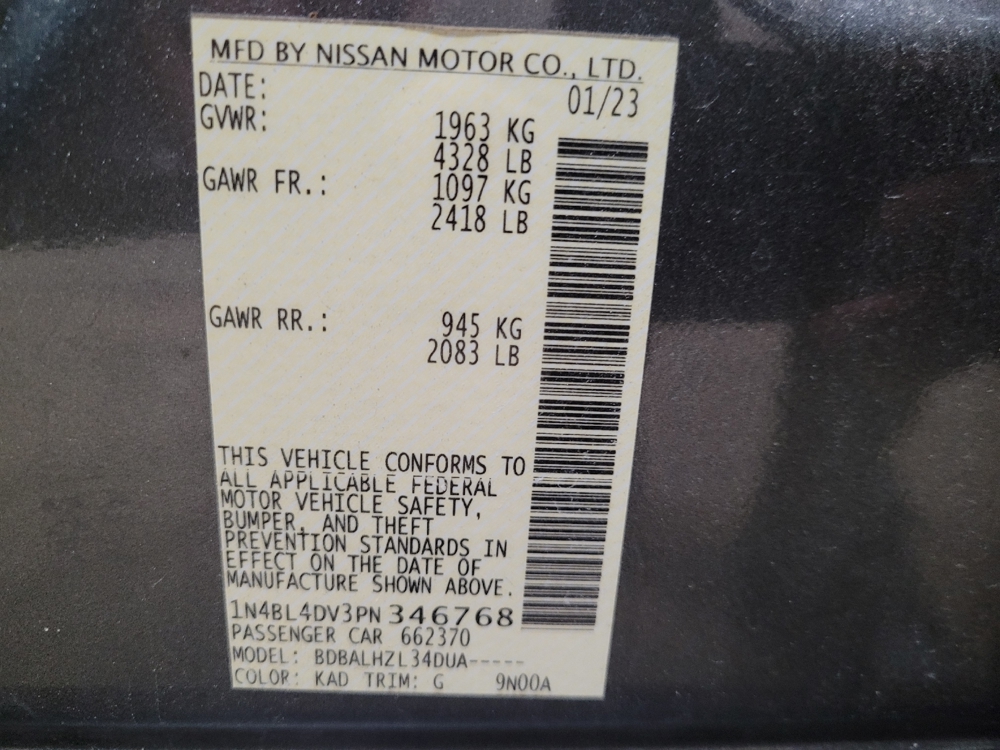 MFD BY NISSAN MOTOR CO., LTD.
DATE: 01/23
GVWR: 1963 KG
4328 LB
GAWR FR.: 1097 KG
2418 LB
GAWR RR.: 945 KG
2083 LB
THIS VEHICLE CONFORMS TO
ALL APPLICABLE FEDERAL
MOTOR VEHICLE SAFETY,
BUMPER, AND THEFT
PREVENTION STANDARDS IN
EFFECT ON THE DATE OF
MANUFACTURE SHOWN ABOVE.
1N4BL4DV3PN346768
PASSENGER CAR 662370
MODEL: BDBALHZL34DUA-----
COLOR: KAD TRIM: G 9N00A